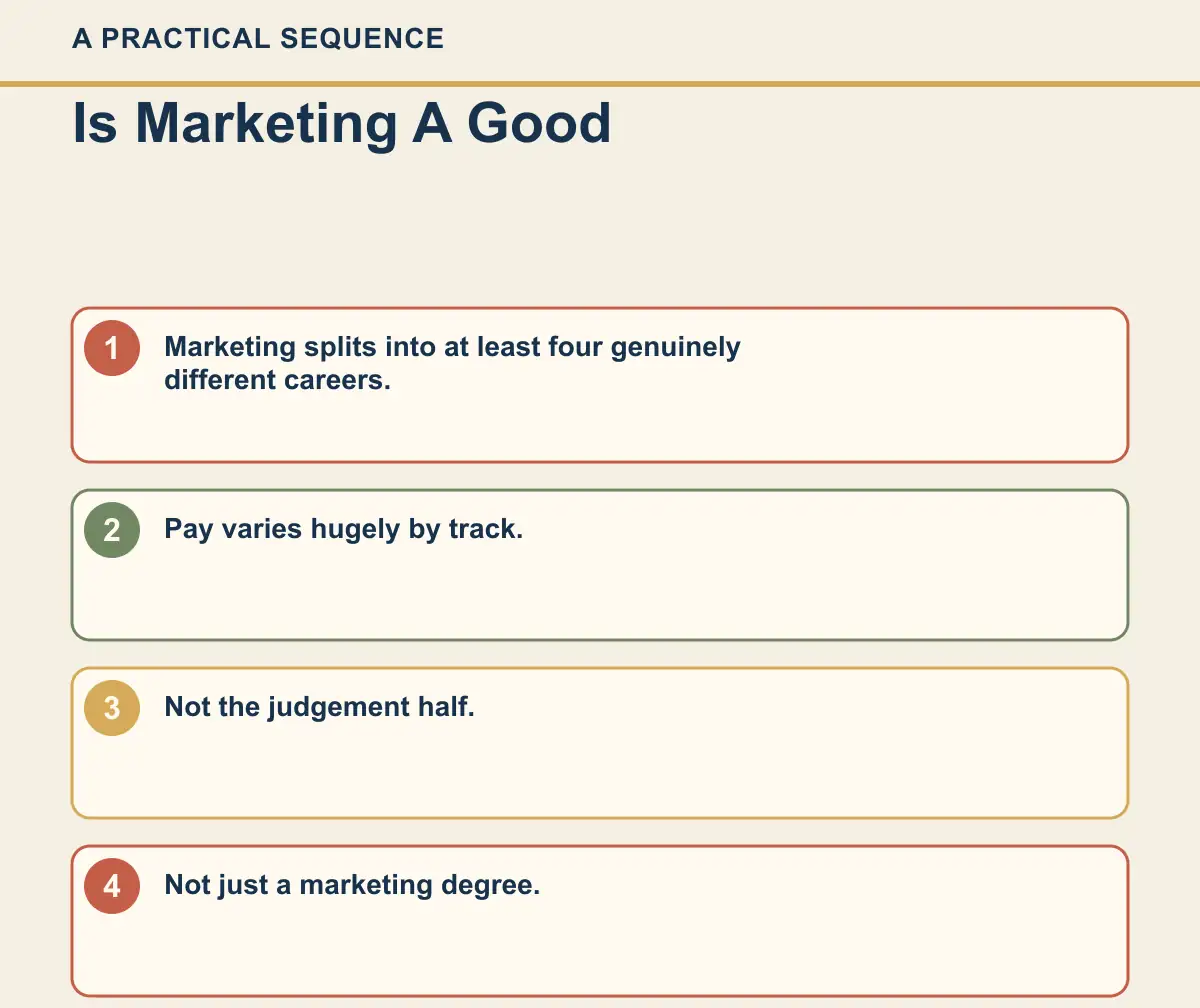 A PRACTICAL SEQUENCE
Is Marketing A Good
1
Marketing splits into at least four genuinely
different careers.
2
Pay varies hugely by track.
3
Not the judgement half.
4
Not just a marketing degree.